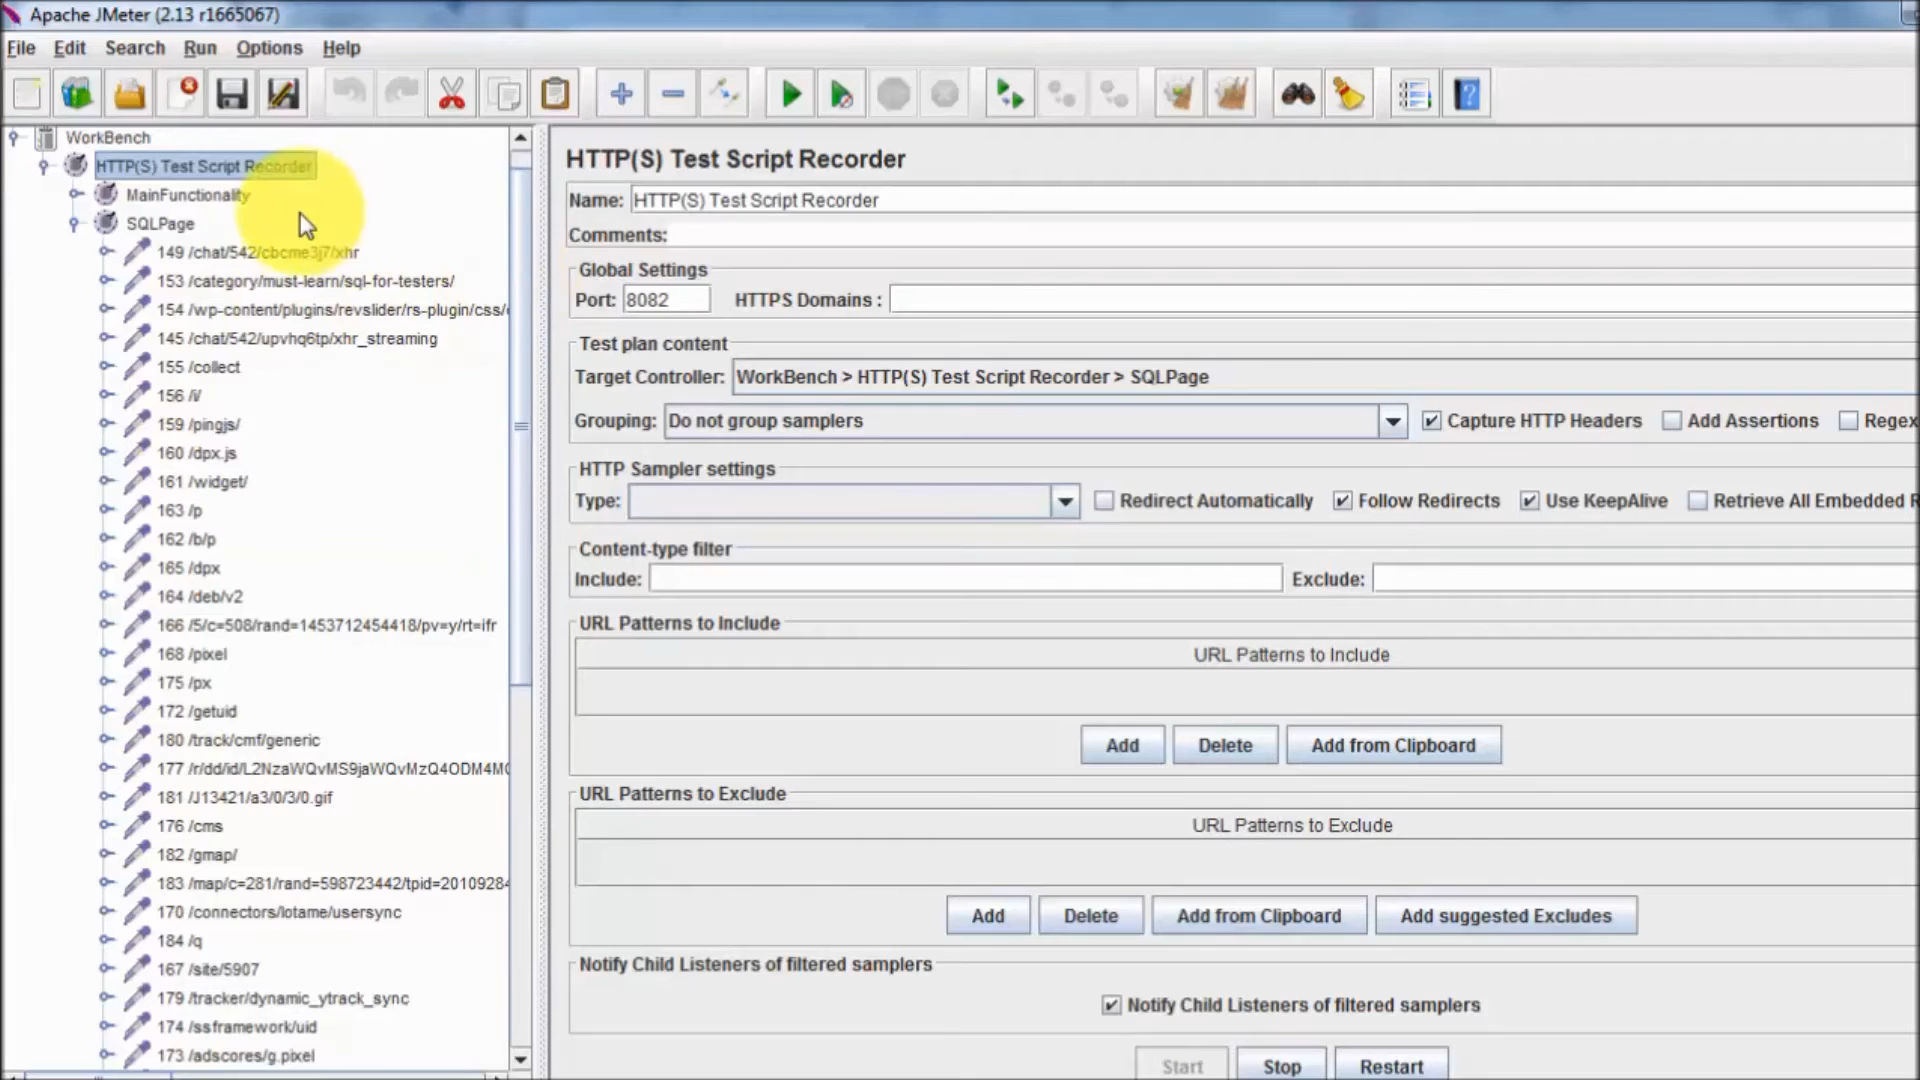 Apache JMeter (2.13 r1665067)
File Edit Search Run Options Help
WorkBench
HTTP(S) Test Script Recorder
MainFunctionality
SQLPage
149 /chat/542/cbcme3j7/xhr
153 /category/must-learn/sql-for-testers/
154 /wp-content/plugins/revslider/rs-plugin/css/
145 /chat/542/upvhq6tp/xhr_streaming
155 /collect
156 /i/
159 /pingjs/
160 /dpx.js
161 /widget/
163 /p
162 /b/p
165 /dpx
164 /deb/v2
166 /5/c=508/rand=1453712454418/pv=y/rt=ifr
168 /pixel
175 /px
172 /getuid
180 /track/cmf/generic
177 /r/dd/id/L2NzaWQvMS9jaWQvMzQ4ODM4M
181 /J13421/a3/0/3/0.gif
176 /cms
182 /gmap/
183 /map/c=281/rand=598723442/tpid=20109284
170 /connectors/lotame/usersync
184 /q
167 /site/5907
179 /tracker/dynamic_ytrack_sync
174 /ssframework/uid
173 /adscores/g.pixel
HTTP(S) Test Script Recorder
Name: HTTP(S) Test Script Recorder
Comments:
Global Settings
Port: 8082 HTTPS Domains :
Test plan content
Target Controller: WorkBench > HTTP(S) Test Script Recorder > SQLPage
Grouping: Do not group samplers Capture HTTP Headers Add Assertions Regex
HTTP Sampler settings
Type: Redirect Automatically Follow Redirects Use KeepAlive Retrieve All Embedded R
Content-type filter
Include: Exclude:
URL Patterns to Include
URL Patterns to Include
Add Delete Add from Clipboard
URL Patterns to Exclude
URL Patterns to Exclude
Add Delete Add from Clipboard Add suggested Excludes
Notify Child Listeners of filtered samplers
Notify Child Listeners of filtered samplers
Start Stop Restart